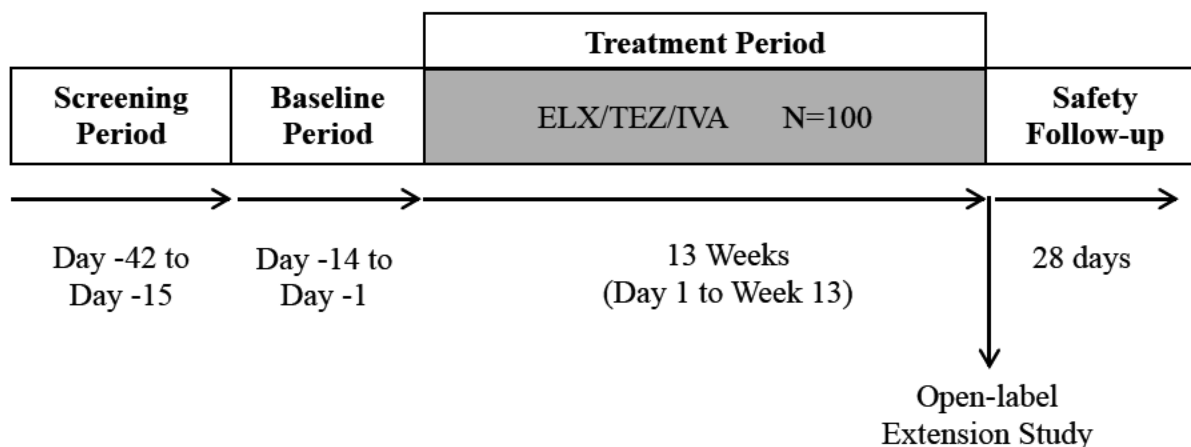 Treatment Period
Screening
Period
Baseline
Period
ELX/TEZ/IVA N=100
Safety
Follow-up
Day -42 to
Day -15
Day -14 to
Day -1
13 Weeks
(Day 1 to Week 13)
28 days
Open-label
Extension Study